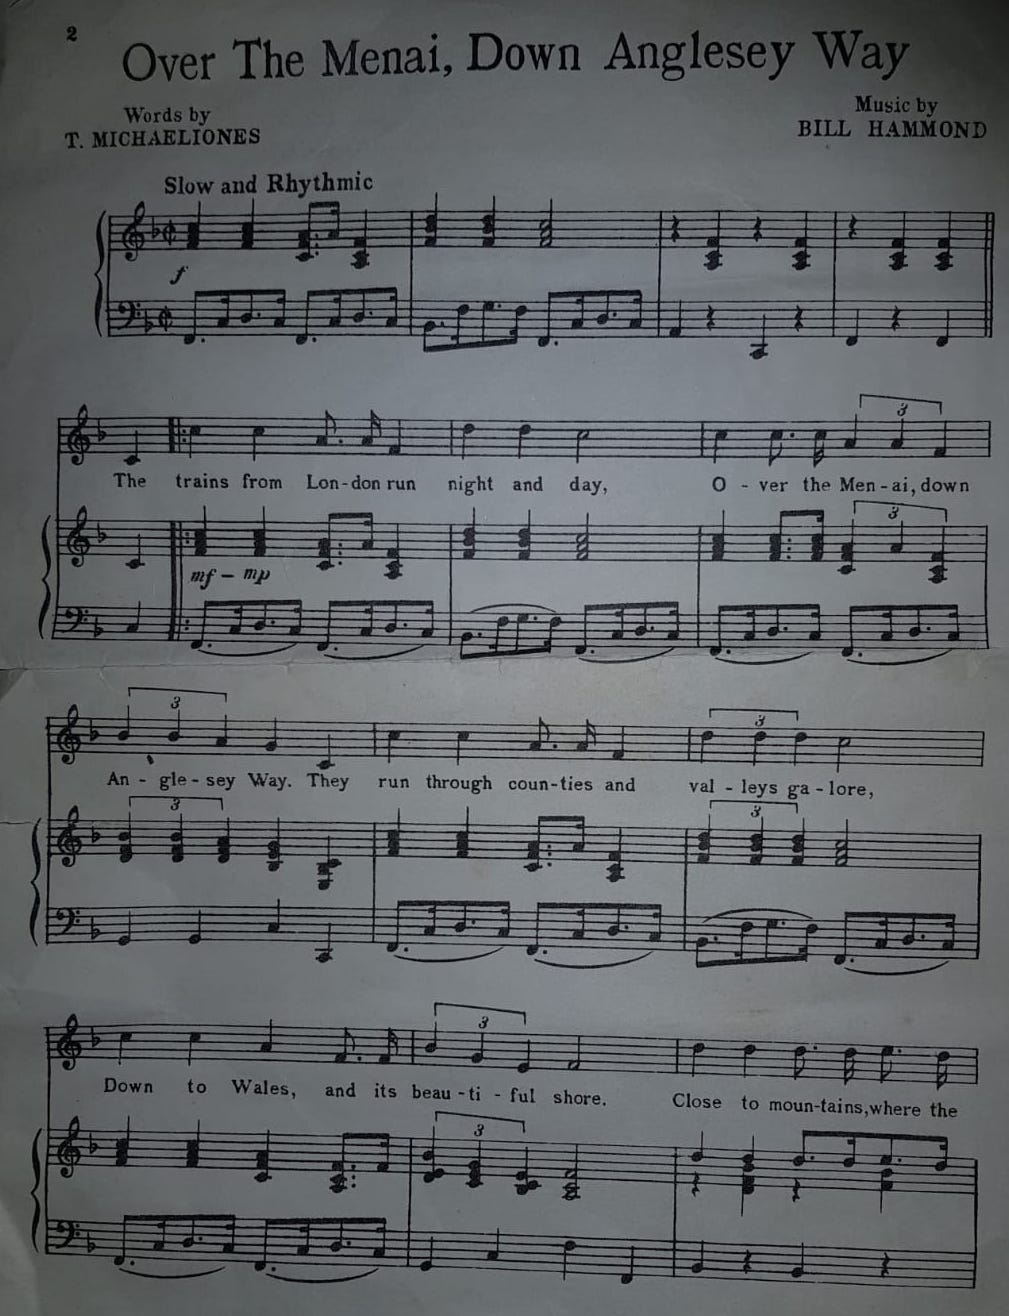 2
Over The Menai, Down Anglesey Way
Words by
T. MICHAELIONES
Music by
BILL HAMMOND
Slow and Rhythmic
f
3
The trains from Lon-don run night and day, O-ver the Men-ai, down
3
mf - mp
3
An-gle-sey Way. They run through coun-ties and val-leys ga-lore,
3 3
3
Down to Wales, and its beau-ti-ful shore. Close to moun-tains, where the
3